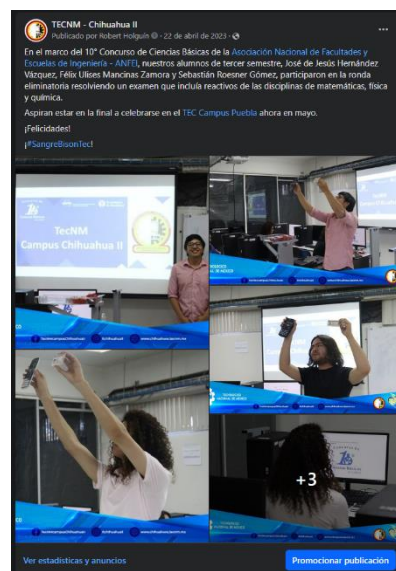 TECNM - Chihuahua II
Publicado por Robert Holguín · 22 de abril de 2023 ·
En el marco del 10° Concurso de Ciencias Básicas de la Asociación Nacional de Facultades y
Escuelas de Ingeniería - ANFEI, nuestros alumnos de tercer semestre, José de Jesús Hernández
Vázquez, Félix Ulises Mancinas Zamora y Sebastián Roesner Gómez, participaron en la ronda
eliminatoria resolviendo un examen que incluía reactivos de las disciplinas de matemáticas, física
y química.
Aspiran estar en la final a celebrarse en el TEC Campus Puebla ahora en mayo.
¡Felicidades!
¡#SangreBisonTec!
TecNM
Campus Chihuahua II
+3
Ver estadísticas y anuncios
Promocionar publicación